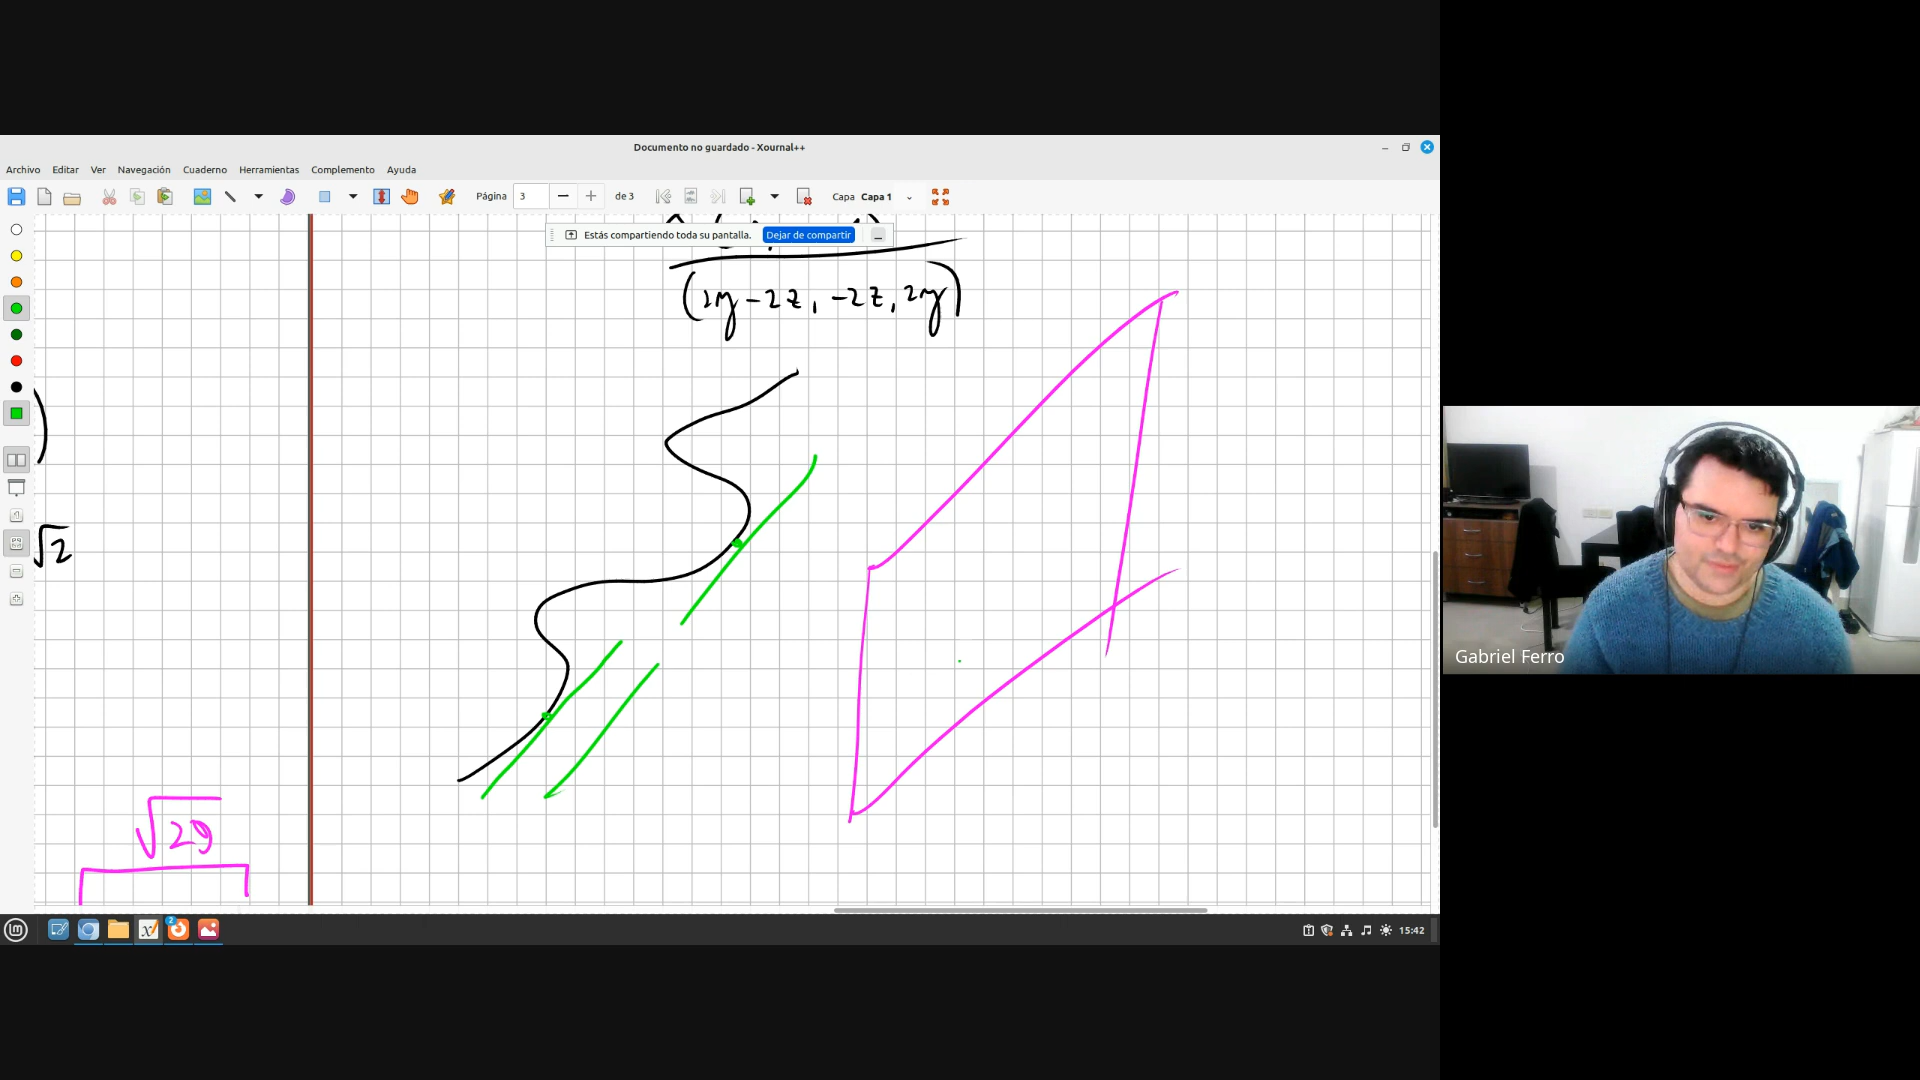 Documento no guardado - Xournal++
Archivo Editar Ver Navegación Cuaderno Herramientas Complemento Ayuda
Página 3 de 3 Capa Capa 1
Estás compartiendo toda su pantalla. Dejar de compartir
(2y-2z, -2z, 2y)
√2
√29
Gabriel Ferro
2
15:42